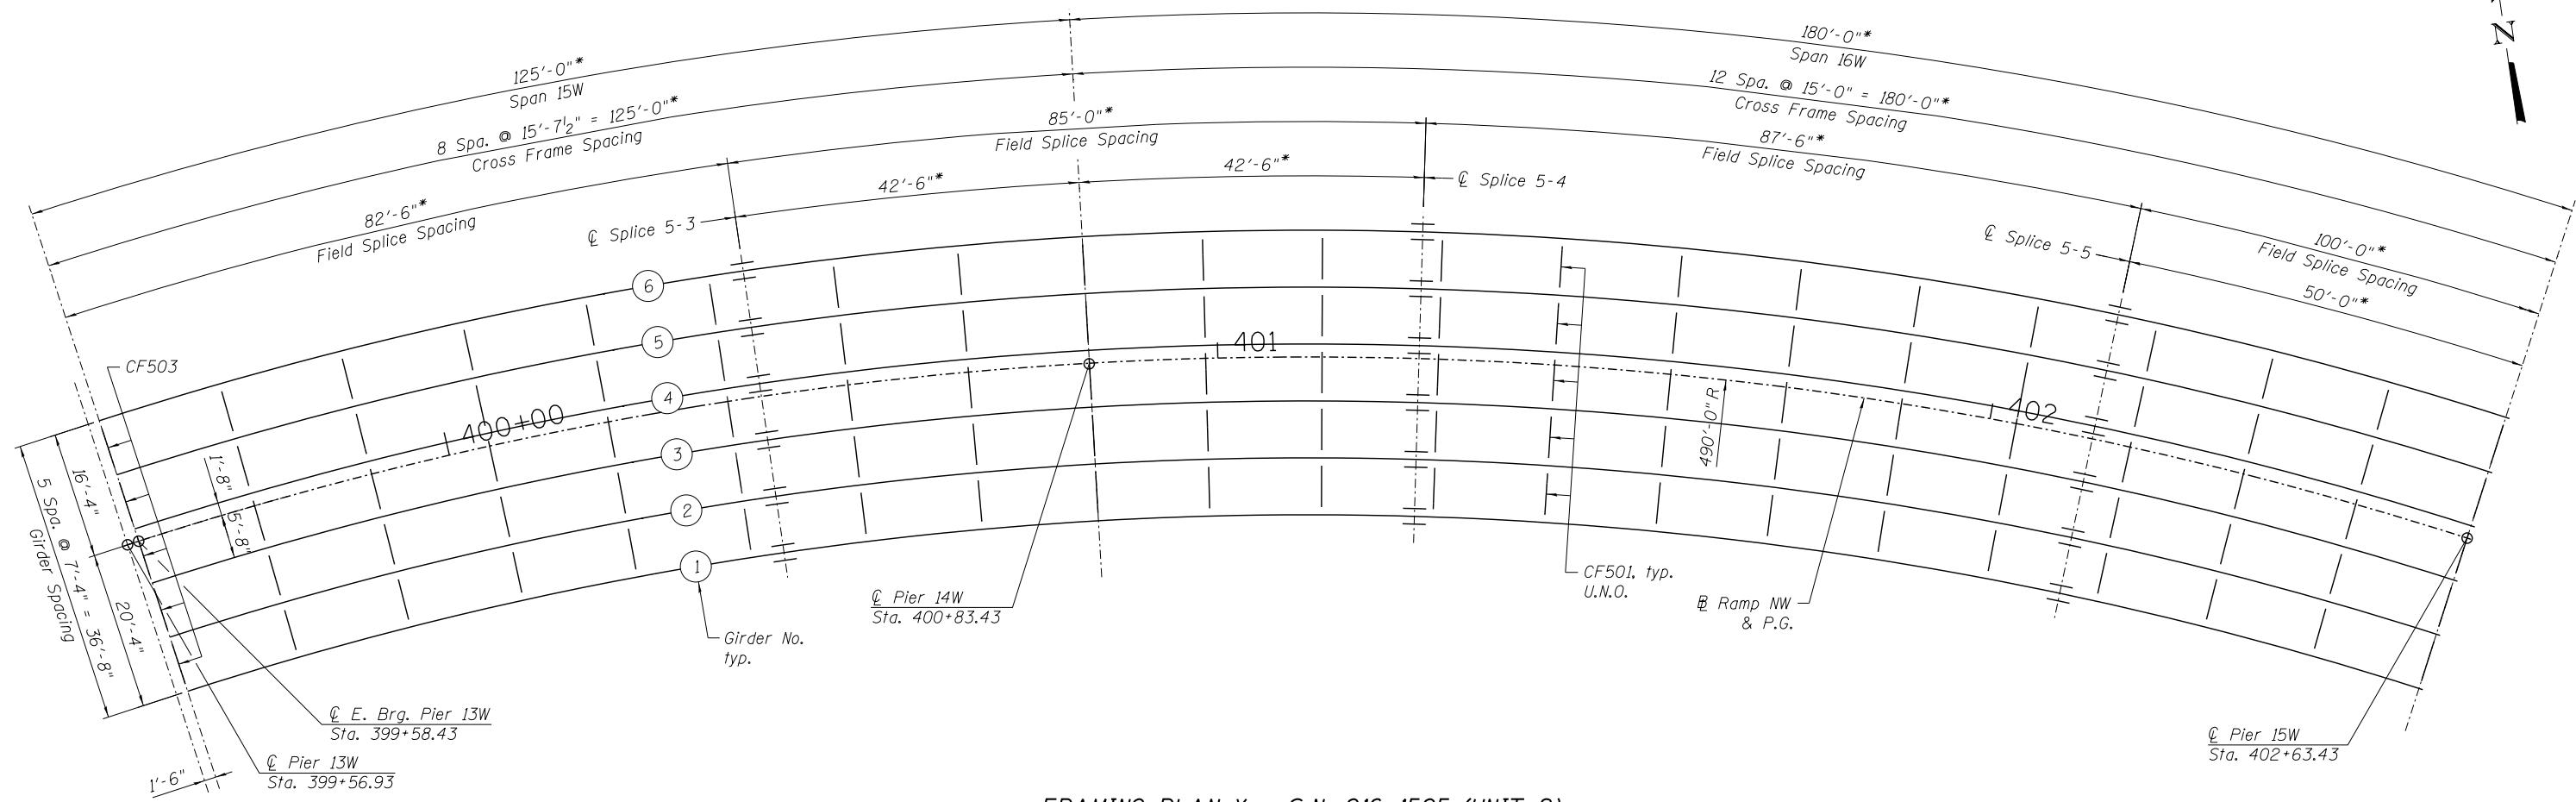 N
180'-0"*
Span 16W
125'-0"*
Span 15W
12 Spa. @ 15'-0" = 180'-0"*
Cross Frame Spacing
8 Spa. @ 15'-7½" = 125'-0"*
Cross Frame Spacing
85'-0"*
Field Splice Spacing
87'-6"*
Field Splice Spacing
82'-6"*
Field Splice Spacing
42'-6"*
42'-6"*
℄ Splice 5-4
℄ Splice 5-3
℄ Splice 5-5
100'-0"*
Field Splice Spacing
50'-0"*
6
5
4
3
2
1
CF503
400+00
401
402
490'-0" R
1'-8"
5'-8"
16'-4"
20'-4"
5 Spa. @ 7'-4" = 36'-8"
Girder Spacing
℄ Pier 14W
Sta. 400+83.43
CF501, typ.
U.N.O.
℄ Ramp NW
& P.G.
Girder No.
typ.
℄ E. Brg. Pier 13W
Sta. 399+58.43
℄ Pier 13W
Sta. 399+56.93
1'-6"
℄ Pier 15W
Sta. 402+63.43